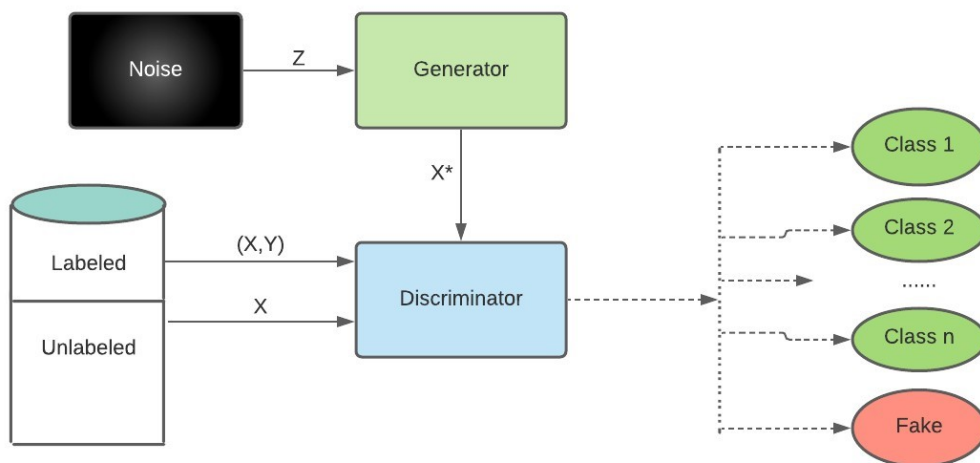 Noise
Z
Generator
X*
Labeled
(X,Y)
Unlabeled
X
Discriminator
Class 1
Class 2
......
Class n
Fake